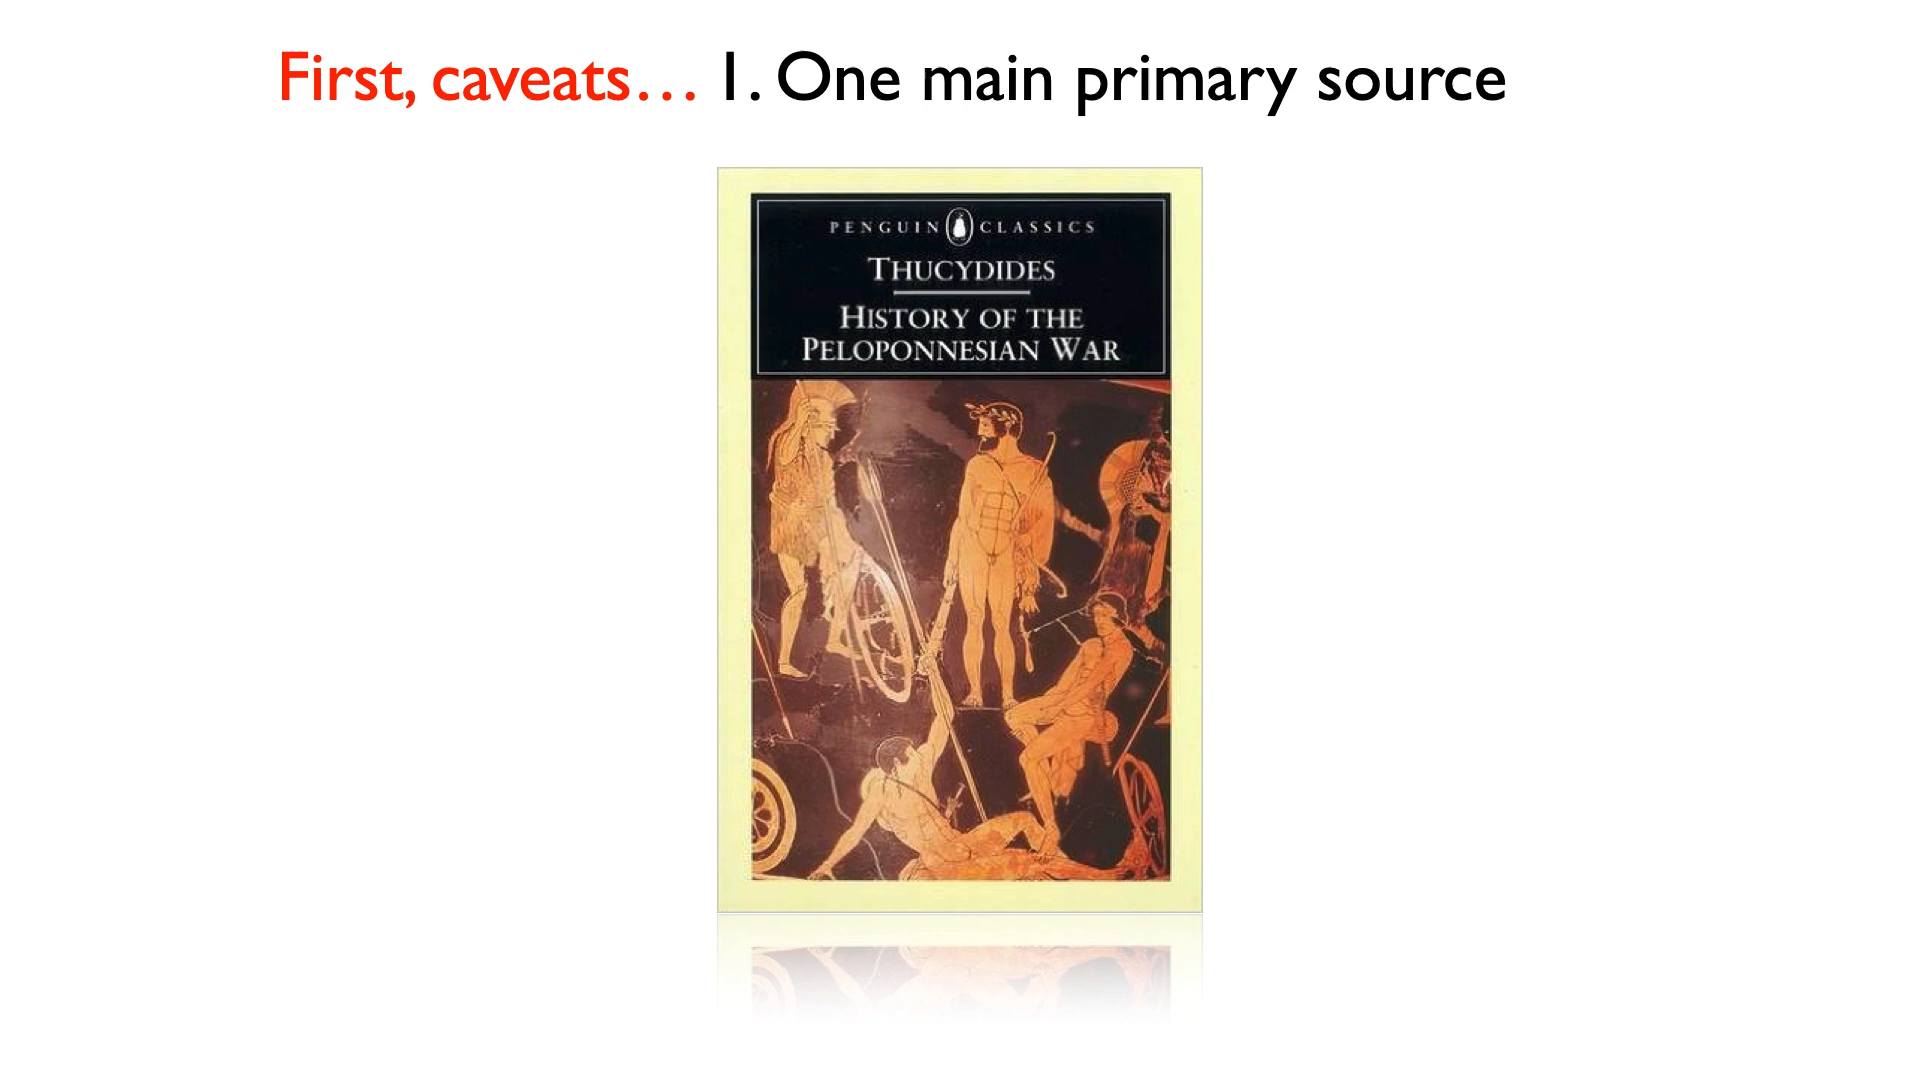 First, caveats… 1. One main primary source
PENGUIN CLASSICS
THUCYDIDES
HISTORY OF THE
PELOPONNESIAN WAR